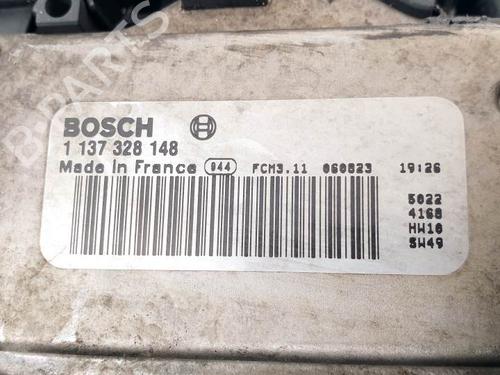 BOSCH
1 137 328 148
Made In France 944 FCM3.11 060823 19:26
5022
4168
HW16
SW49
B-PARTS